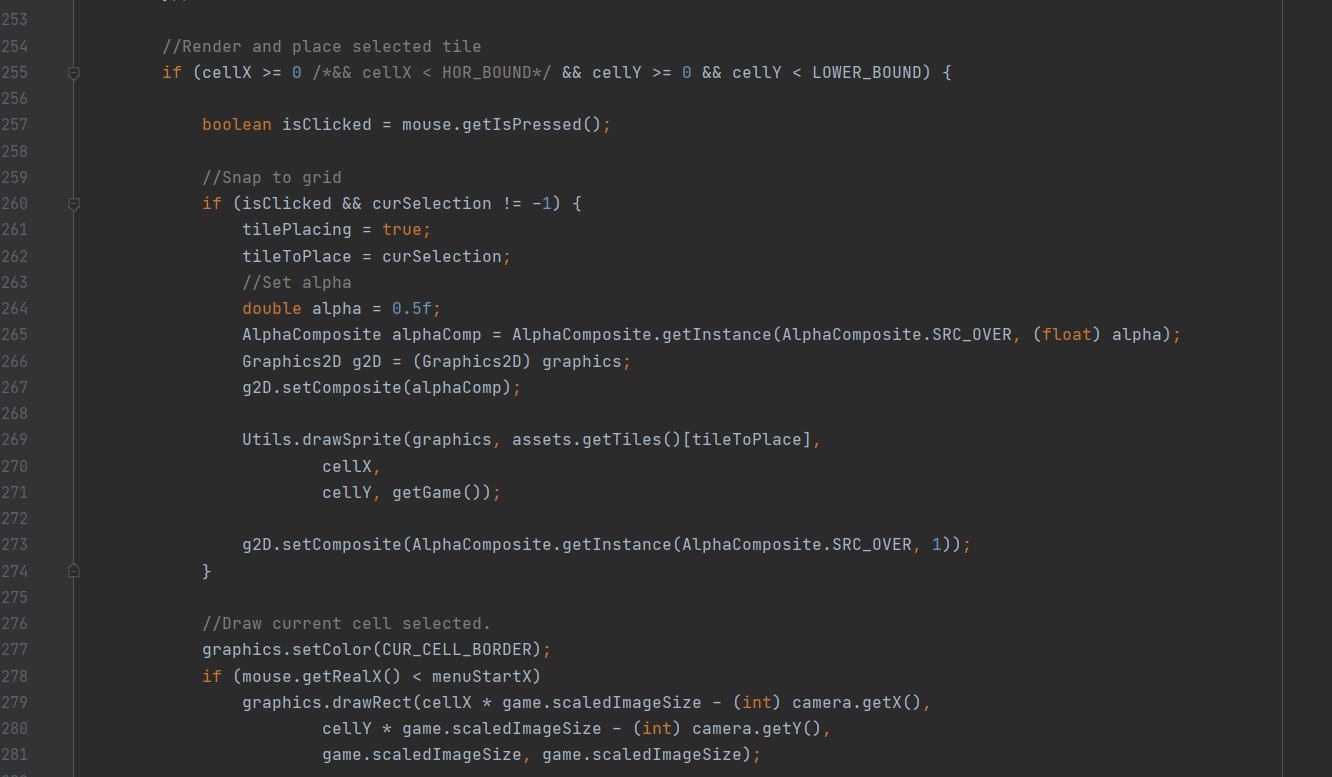 253
254 //Render and place selected tile
255 if (cellX >= 0 /*&& cellX < HOR_BOUND*/ && cellY >= 0 && cellY < LOWER_BOUND) {
256
257 boolean isClicked = mouse.getIsPressed();
258
259 //Snap to grid
260 if (isClicked && curSelection != -1) {
261 tilePlacing = true;
262 tileToPlace = curSelection;
263 //Set alpha
264 double alpha = 0.5f;
265 AlphaComposite alphaComp = AlphaComposite.getInstance(AlphaComposite.SRC_OVER, (float) alpha);
266 Graphics2D g2D = (Graphics2D) graphics;
267 g2D.setComposite(alphaComp);
268
269 Utils.drawSprite(graphics, assets.getTiles()[tileToPlace],
270 cellX,
271 cellY, getGame());
272
273 g2D.setComposite(AlphaComposite.getInstance(AlphaComposite.SRC_OVER, 1));
274 }
275
276 //Draw current cell selected.
277 graphics.setColor(CUR_CELL_BORDER);
278 if (mouse.getRealX() < menuStartX)
279 graphics.drawRect(cellX * game.scaledImageSize - (int) camera.getX(),
280 cellY * game.scaledImageSize - (int) camera.getY(),
281 game.scaledImageSize, game.scaledImageSize);